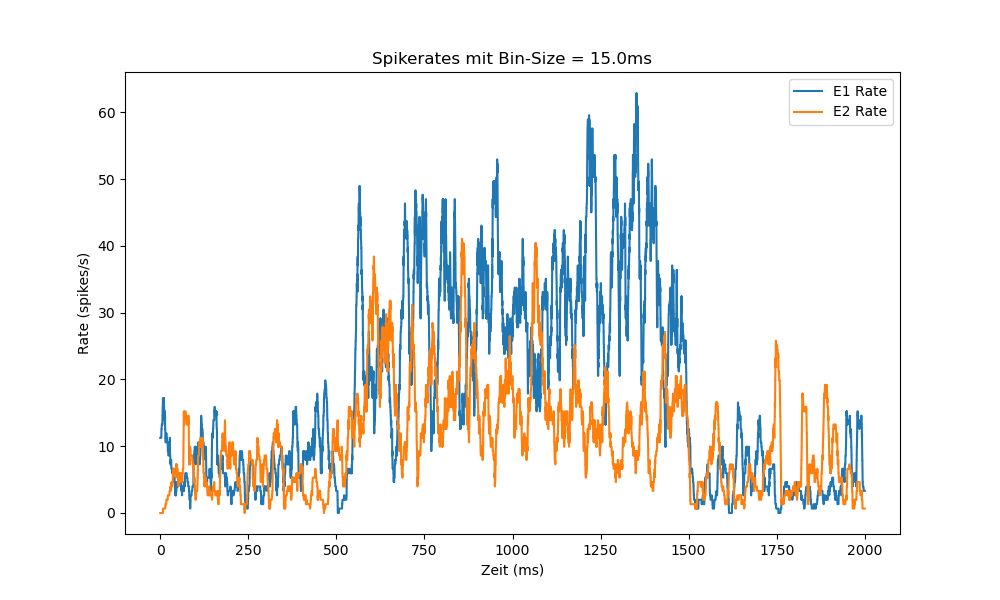 Spikerates mit Bin-Size = 15.0ms
E1 Rate
E2 Rate
60
50
40
30
20
10
0
Rate (spikes/s)
0 250 500 750 1000 1250 1500 1750 2000
Zeit (ms)